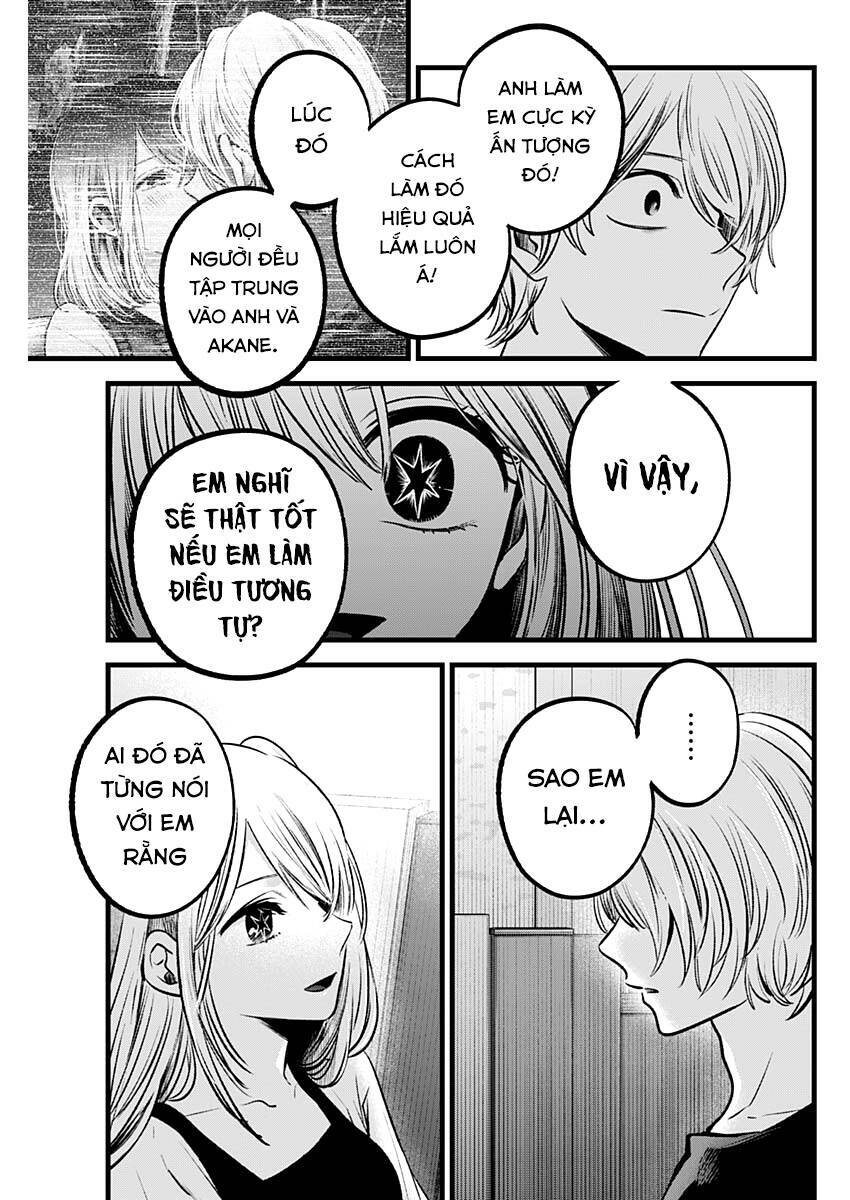 ANH LÀM
EM CỰC KỲ
ẤN TƯỢNG
ĐÓ!
CÁCH
LÀM ĐÓ
HIỆU QUẢ
LẮM LUÔN
Á!
LÚC
ĐÓ
MỌI
NGƯỜI ĐỀU
TẬP TRUNG
VÀO ANH VÀ
AKANE.
VÌ VẬY,
EM NGHĨ
SẼ THẬT TỐT
NẾU EM LÀM
ĐIỀU TƯƠNG
TỰ?
......
SAO EM
LẠI...
AI ĐÓ ĐÃ
TỪNG NÓI
VỚI EM
RẰNG